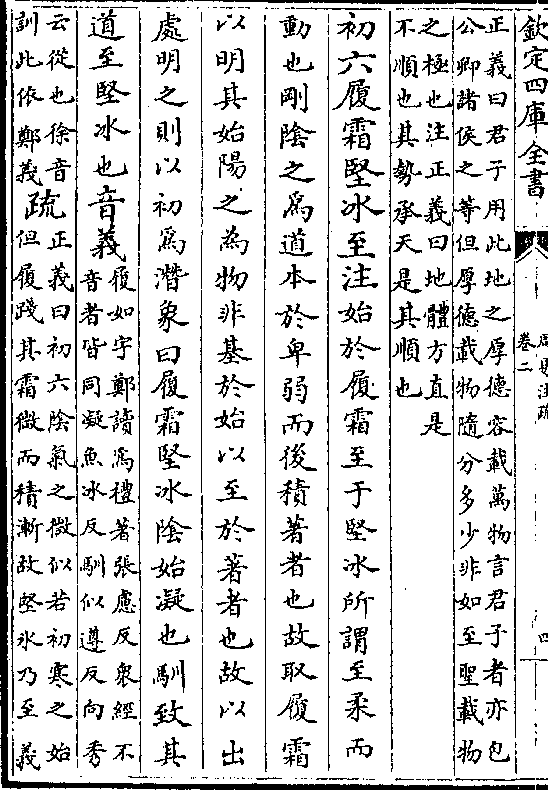 欽定四庫全書
周易注疏
卷二
四
正義曰君子用此地之厚德容載萬物言君子者亦包
公卿諸侯之等但厚德載物隨分多少非如至聖載物
之極也注正義曰地體方直是
不順也其勢承天是其順也
初六履霜堅冰至注始於履霜至于堅冰所謂至柔而
動也剛陰之爲道本於卑弱而後積著者也故取履霜
以明其始陽之為物非基於始以至於著者也故以出
處明之則以初爲潛象曰履霜堅冰陰始凝也馴致其
道至堅冰也音義履如字鄭讀爲禮著張慮反衆經不
音者皆同凝魚冰反馴似遵反向秀
云從也徐音
訓此依鄭義疏正義曰初六陰氣之微似若初寒之始
但履踐其霜微而積漸故堅冰乃至義